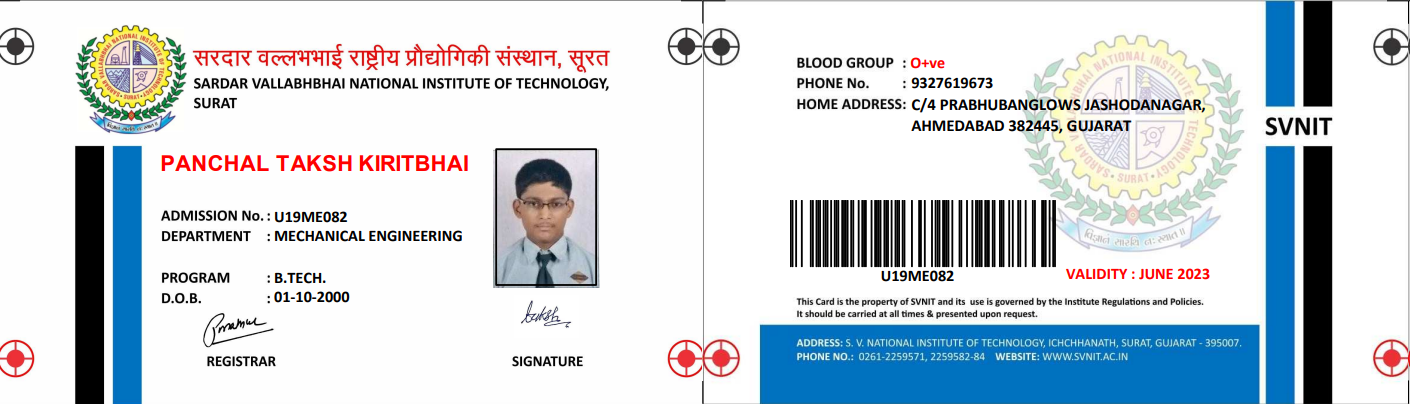 सरदार वल्लभभाई राष्ट्रीय प्रौद्योगिकी संस्थान, सूरत
SARDAR VALLABHBHAI NATIONAL INSTITUTE OF TECHNOLOGY,
SURAT
PANCHAL TAKSH KIRITBHAI
ADMISSION No. : U19ME082
DEPARTMENT : MECHANICAL ENGINEERING
PROGRAM : B.TECH.
D.O.B. : 01-10-2000
REGISTRAR
SIGNATURE
BLOOD GROUP : O+ve
PHONE No. : 9327619673
HOME ADDRESS: C/4 PRABHUBANGLOWS JASHODANAGAR,
AHMEDABAD 382445, GUJARAT
SVNIT
U19ME082
VALIDITY : JUNE 2023
This Card is the property of SVNIT and its use is governed by the Institute Regulations and Policies.
It should be carried at all times & presented upon request.
ADDRESS: S. V. NATIONAL INSTITUTE OF TECHNOLOGY, ICHCHHANATH, SURAT, GUJARAT - 395007.
PHONE NO.: 0261-2259571, 2259582-84 WEBSITE: WWW.SVNIT.AC.IN